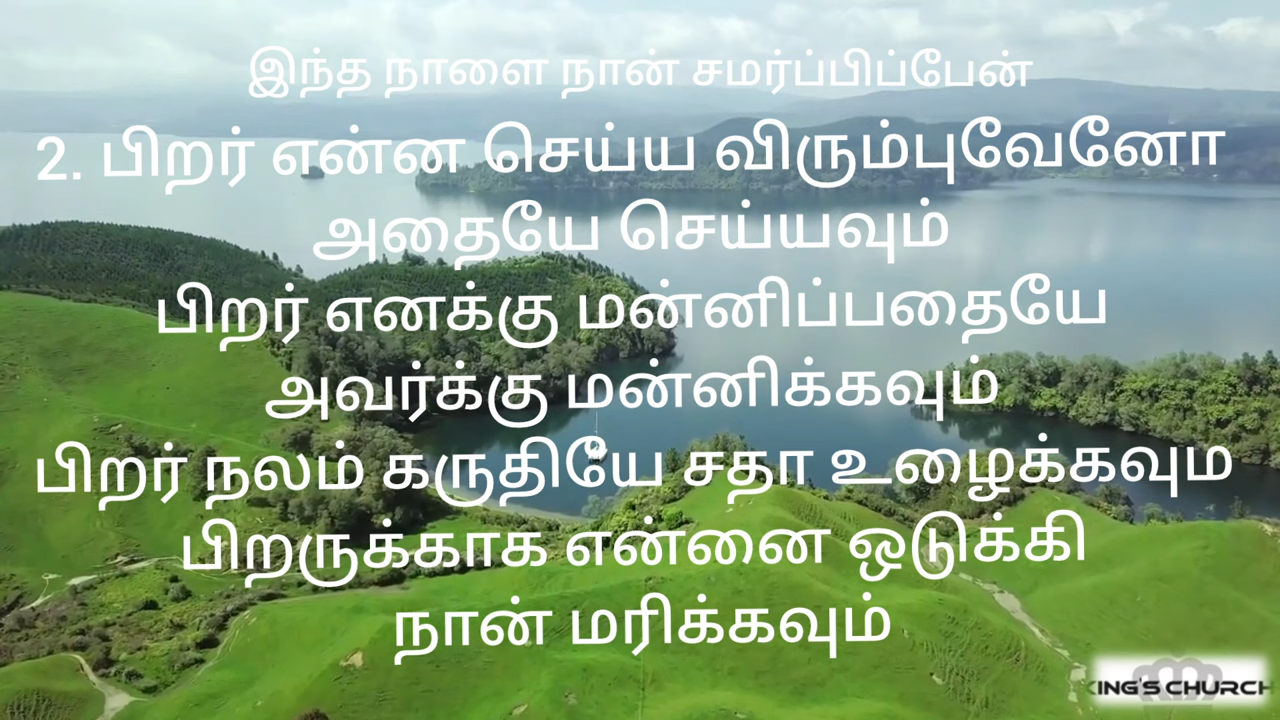 இந்த நாளை நான் சமர்ப்பிப்பேன்
2. பிறர் என்ன செய்ய விரும்புவேனோ
அதையே செய்யவும்
பிறர் எனக்கு மன்னிப்பதையே
அவர்க்கு மன்னிக்கவும்
பிறர் நலம் கருதியே சதா உழைக்கவும
பிறருக்காக என்னை ஒடுக்கி
நான் மரிக்கவும்
KING'S CHURCH